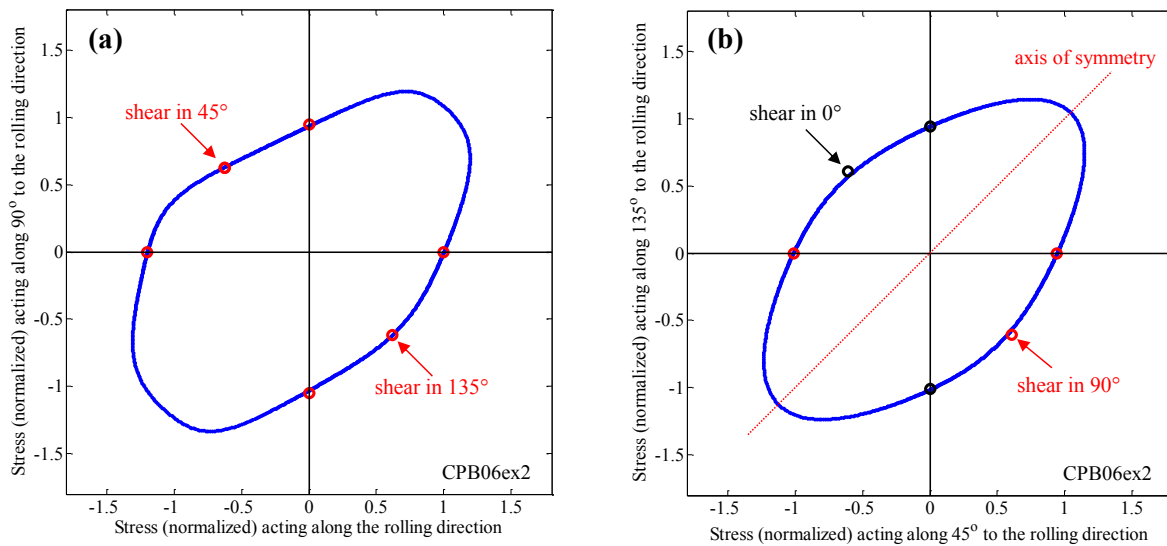 (a)
Stress (normalized) acting along 90° to the rolling direction
1.5
1
0.5
0
-0.5
-1
-1.5
shear in 45°
shear in 135°
CPB06ex2
-1.5 -1 -0.5 0 0.5 1 1.5
Stress (normalized) acting along the rolling direction
(b)
Stress (normalized) acting along 135° to the rolling direction
1.5
1
0.5
0
-0.5
-1
-1.5
axis of symmetry
shear in 0°
shear in 90°
CPB06ex2
-1.5 -1 -0.5 0 0.5 1 1.5
Stress (normalized) acting along 45° to the rolling direction